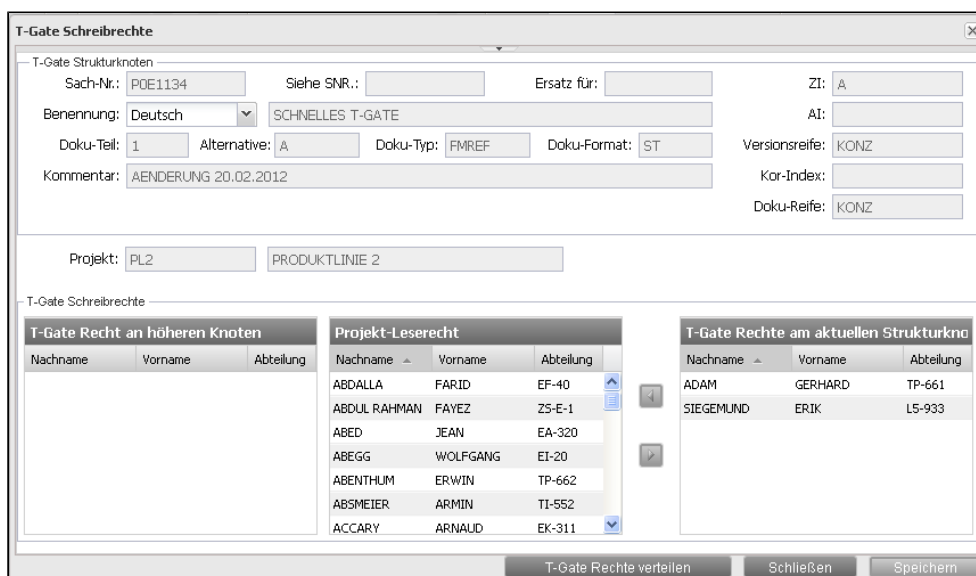 T-Gate Schreibrechte
T-Gate Strukturknoten
Sach-Nr.: P0E1134 Siehe SNR.: Ersatz für: ZI: A
Benennung: Deutsch SCHNELLES T-GATE AI:
Doku-Teil: 1 Alternative: A Doku-Typ: FMREF Doku-Format: ST Versionsreife: KONZ
Kommentar: AENDERUNG 20.02.2012 Kor-Index:
Doku-Reife: KONZ
Projekt: PL2 PRODUKTLINIE 2
T-Gate Schreibrechte
T-Gate Recht an höheren Knoten
Nachname Vorname Abteilung
Projekt-Leserecht
Nachname Vorname Abteilung
ABDALLA FARID EF-40
ABDUL RAHMAN FAYEZ ZS-E-1
ABED JEAN EA-320
ABEGG WOLFGANG EI-20
ABENTHUM ERWIN TP-662
ABSMEIER ARMIN TI-552
ACCARY ARNAUD EK-311
T-Gate Rechte am aktuellen Strukturkno
Nachname Vorname Abteilung
ADAM GERHARD TP-661
SIEGEMUND ERIK L5-933
T-Gate Rechte verteilen Schließen Speichern